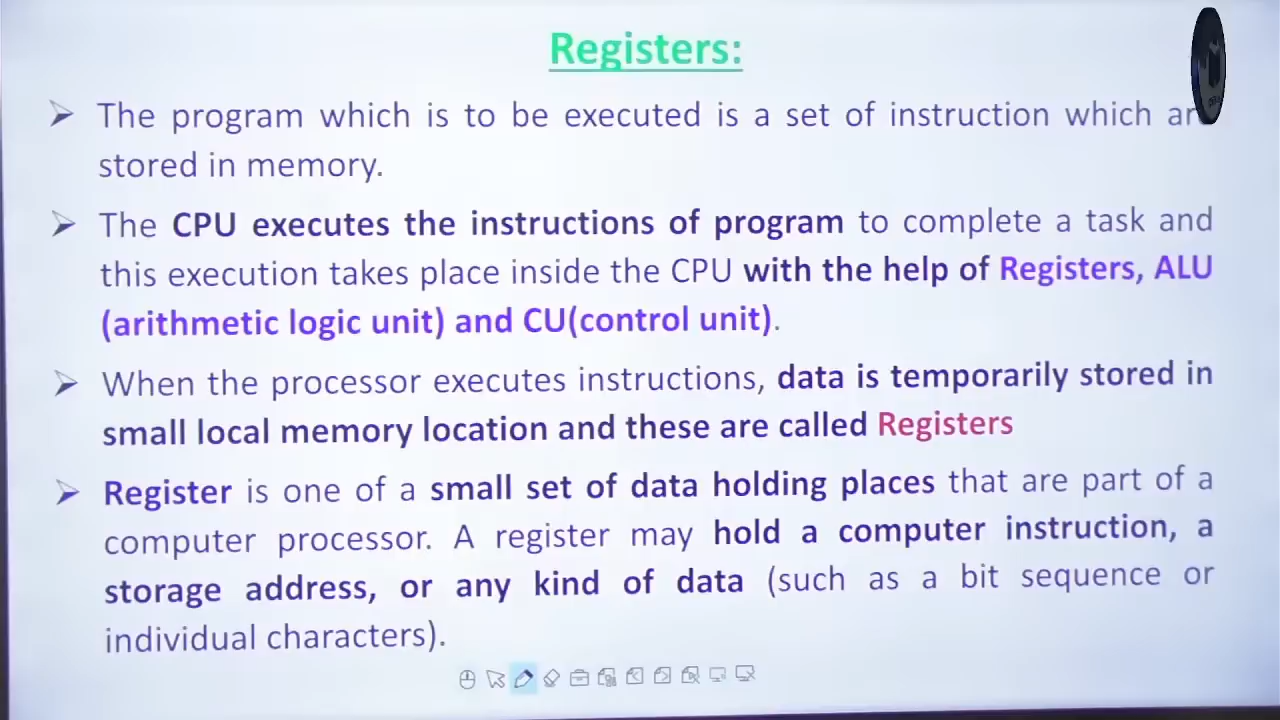 Registers:
➤ The program which is to be executed is a set of instruction which ar
stored in memory.
➤ The CPU executes the instructions of program to complete a task and
this execution takes place inside the CPU with the help of Registers, ALU
(arithmetic logic unit) and CU(control unit).
➤ When the processor executes instructions, data is temporarily stored in
small local memory location and these are called Registers
➤ Register is one of a small set of data holding places that are part of a
computer processor. A register may hold a computer instruction, a
storage address, or any kind of data (such as a bit sequence or
individual characters).